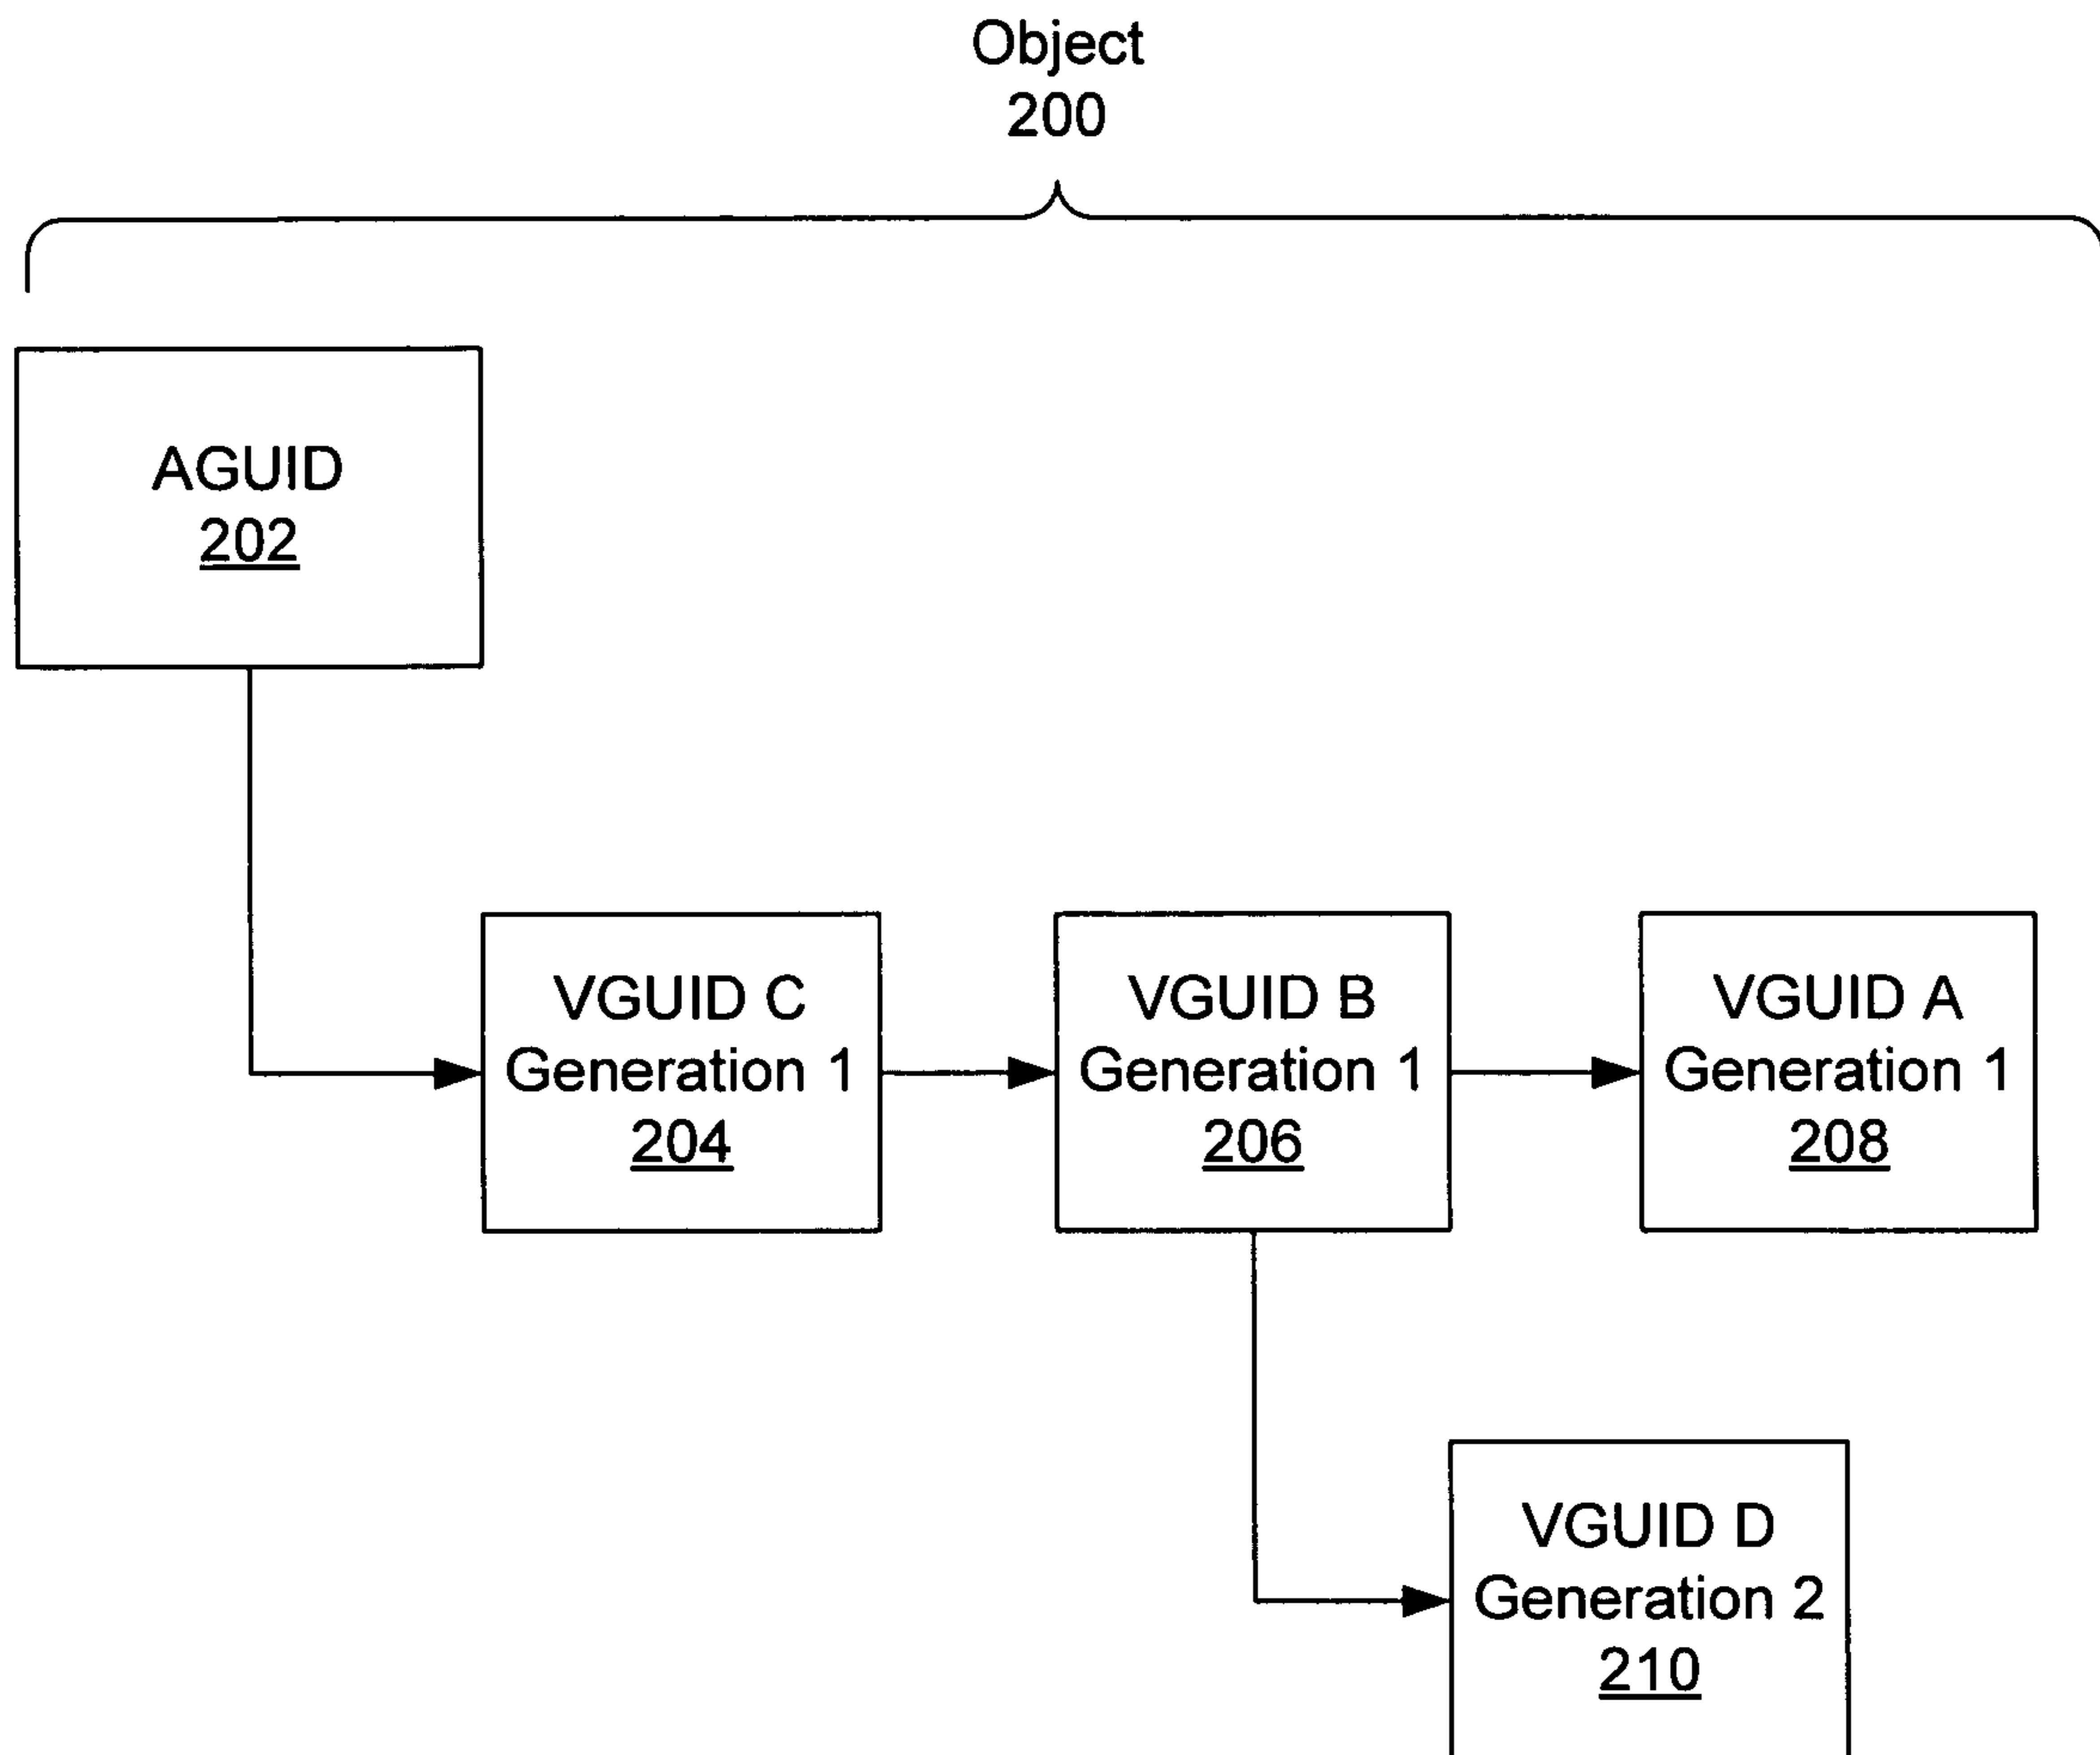 Object
200
AGUID
202
VGUID C
Generation 1
204
VGUID B
Generation 1
206
VGUID A
Generation 1
208
VGUID D
Generation 2
210